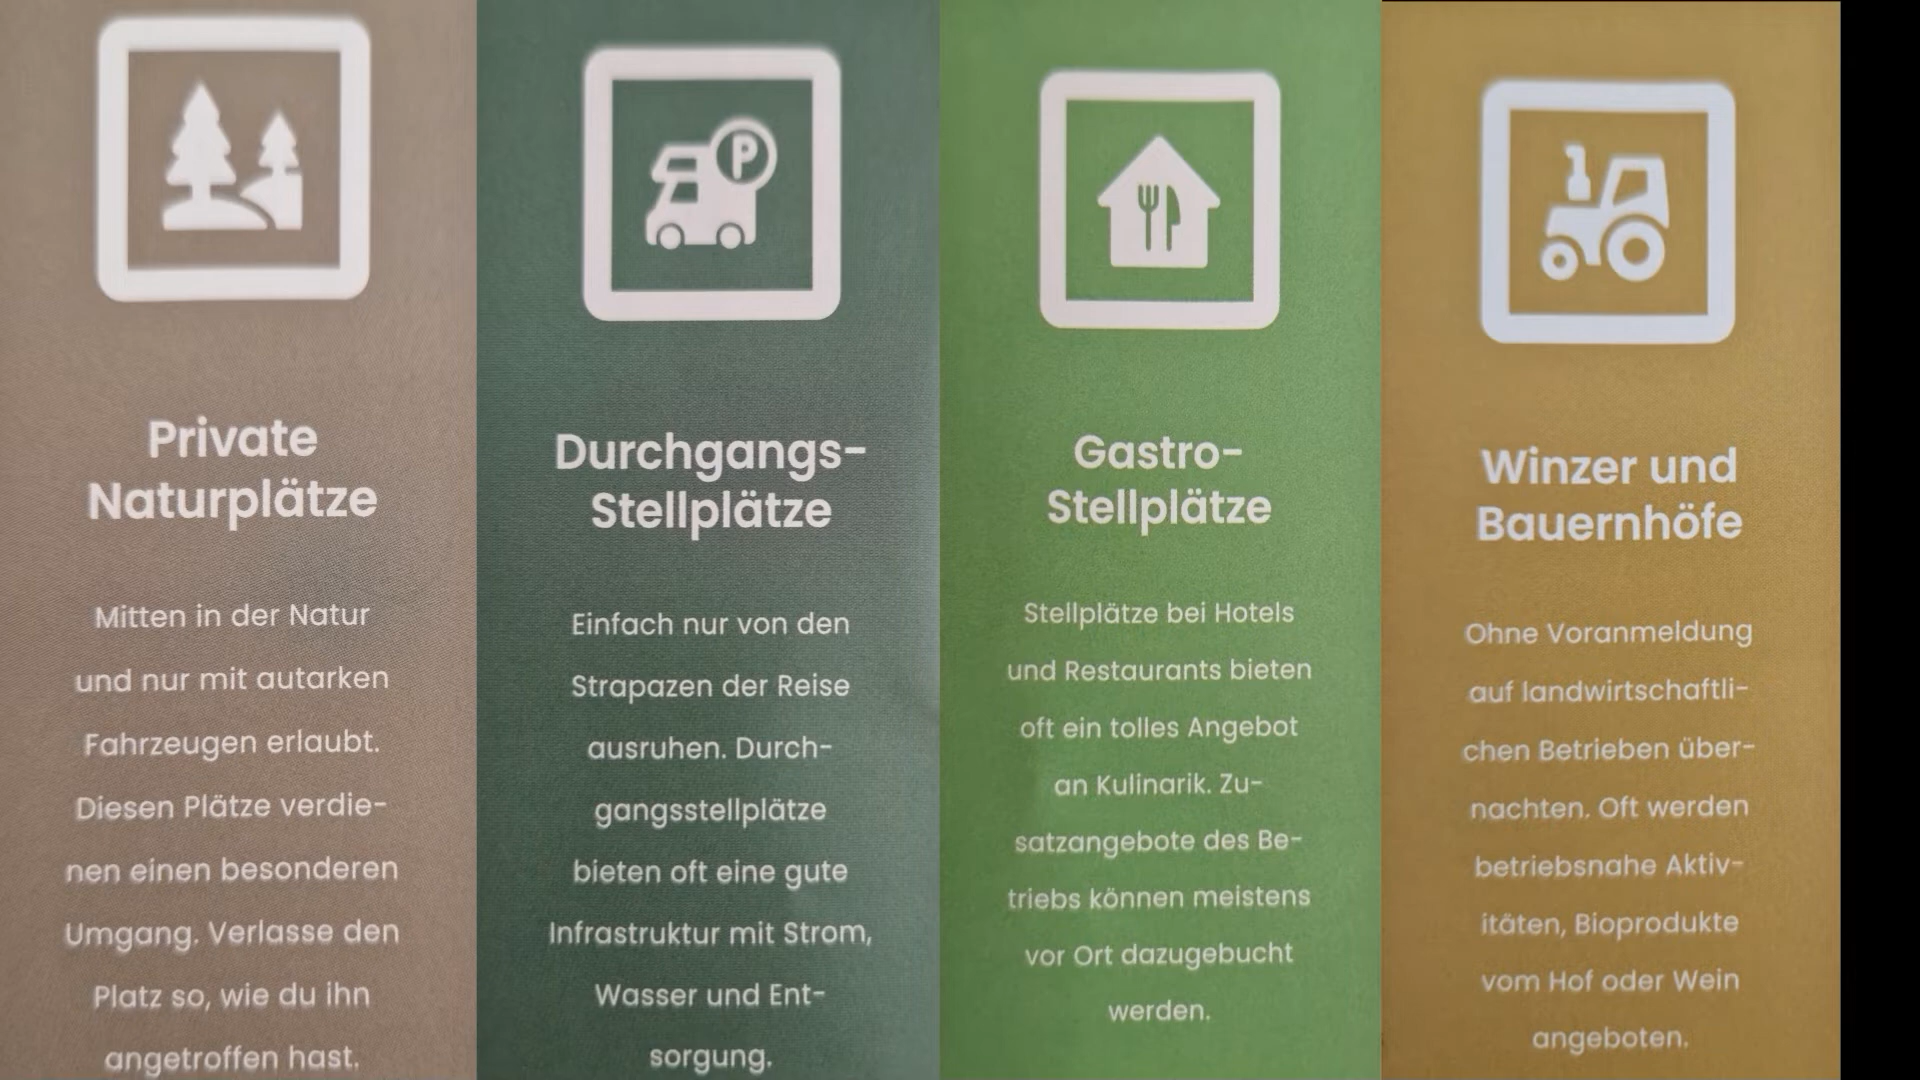 Private
Naturplätze
Mitten in der Natur
und nur mit autarken
Fahrzeugen erlaubt.
Diesen Plätze verdie-
nen einen besonderen
Umgang. Verlasse den
Platz so, wie du ihn
angetroffen hast.
P
Durchgangs-
Stellplätze
Einfach nur von den
Strapazen der Reise
ausruhen. Durch-
gangsstellplätze
bieten oft eine gute
Infrastruktur mit Strom,
Wasser und Ent-
sorgung.
Gastro-
Stellplätze
Stellplätze bei Hotels
und Restaurants bieten
oft ein tolles Angebot
an Kulinarik. Zu-
satzangebote des Be-
triebs können meistens
vor Ort dazugebucht
werden.
Winzer und
Bauernhöfe
Ohne Voranmeldung
auf landwirtschaftli-
chen Betrieben über-
nachten. Oft werden
betriebsnahe Aktiv-
itäten, Bioprodukte
vom Hof oder Wein
angeboten.